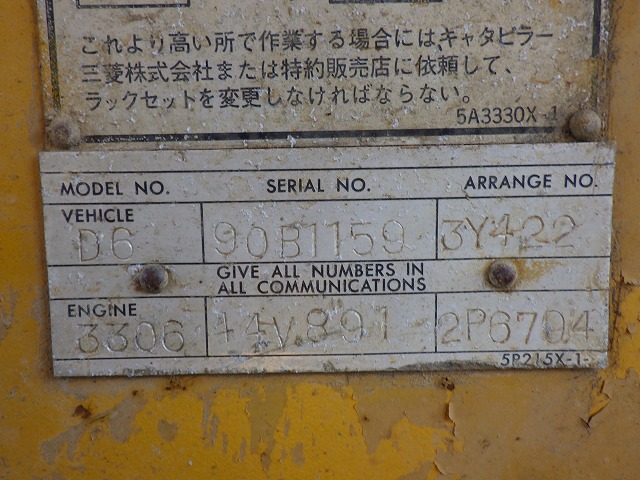 これより高い所で作業する場合には、キャタピラー
三菱株式会社または特約販売店に依頼して、
ラックセットを変更しなければならない。
5A3330X-1
MODEL NO. SERIAL NO. ARRANGE NO.
VEHICLE
D6 90B1159 3Y422
GIVE ALL NUMBERS IN
ALL COMMUNICATIONS
ENGINE
3306 44V891 2P6704
5P215X-1-